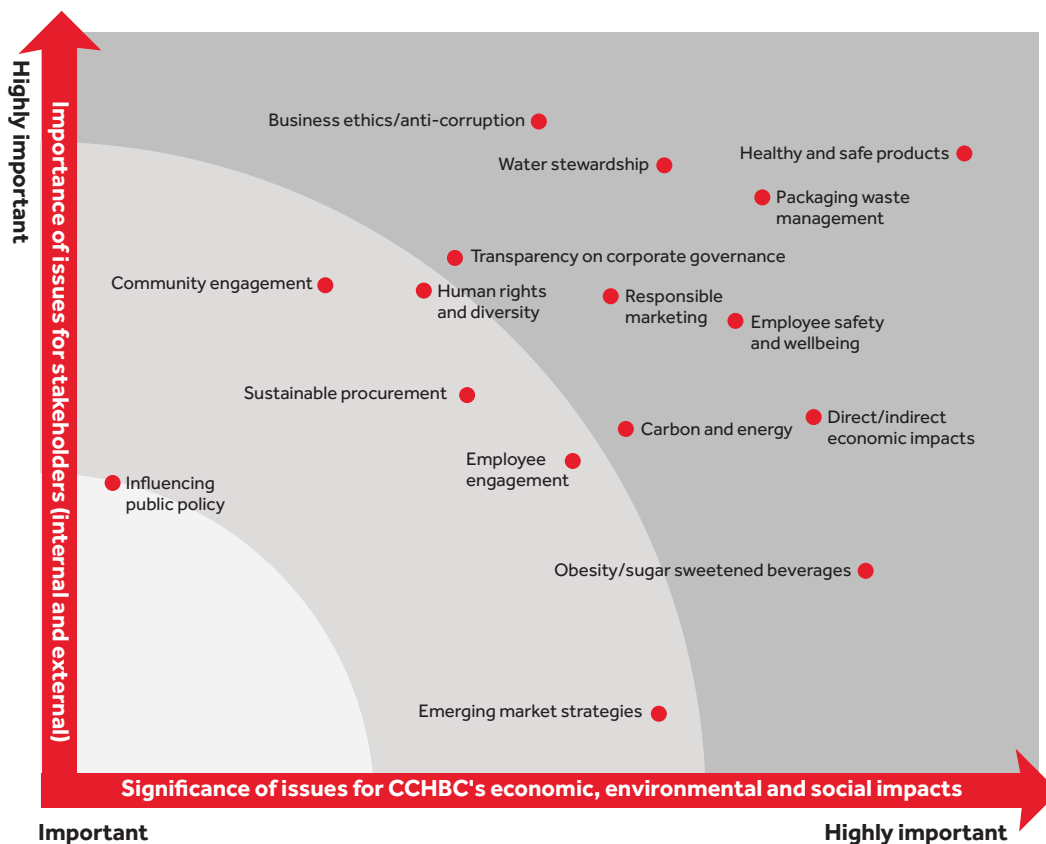 Highly important
Importance of issues for stakeholders (internal and external)
Business ethics/anti-corruption
Water stewardship
Healthy and safe products
Packaging waste
management
Transparency on corporate governance
Community engagement
Human rights
and diversity
Responsible
marketing
Employee safety
and wellbeing
Sustainable procurement
Carbon and energy
Direct/indirect
economic impacts
Employee
engagement
Influencing
public policy
Obesity/sugar sweetened beverages
Emerging market strategies
Significance of issues for CCHBC's economic, environmental and social impacts
Important
Highly important